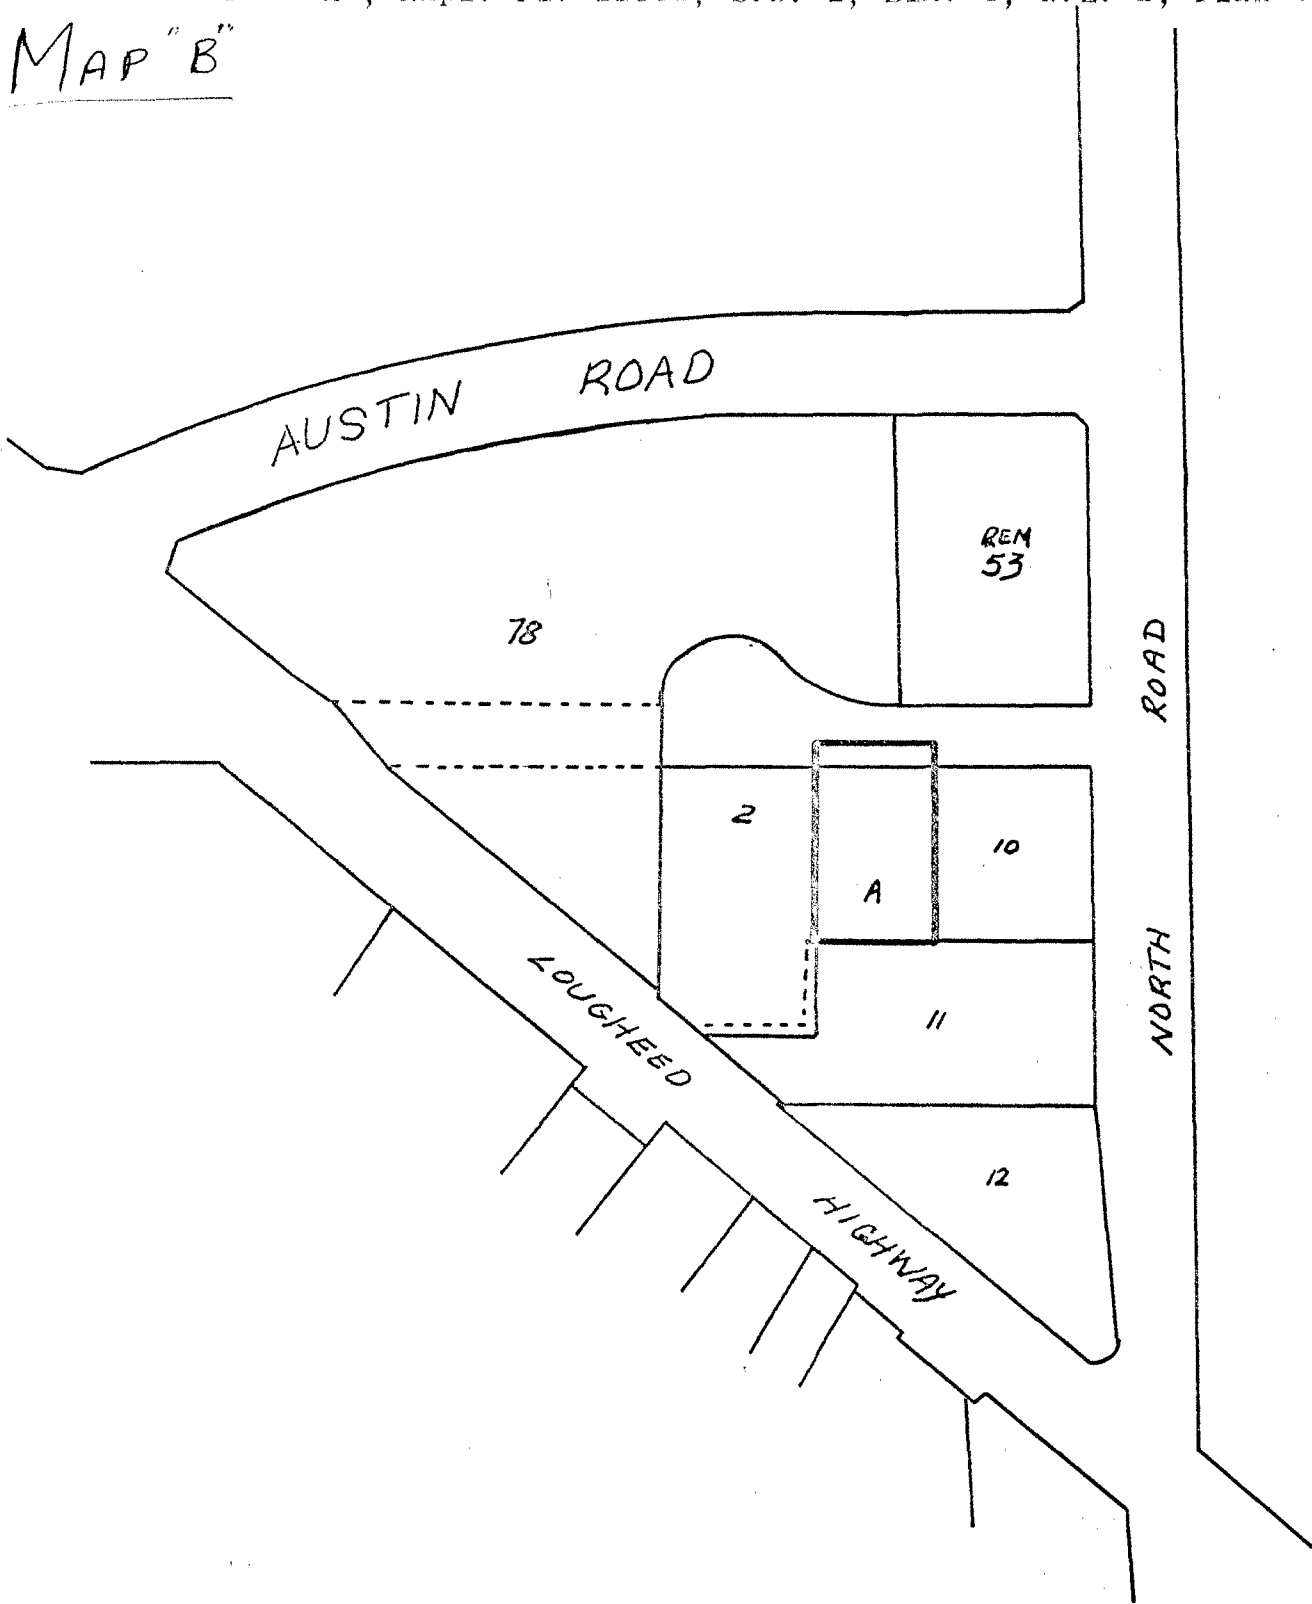 MAP "B"
AUSTIN ROAD
REM
53
78
ROAD
2
10
A
NORTH
LOUGHEED
11
12
HIGHWAY